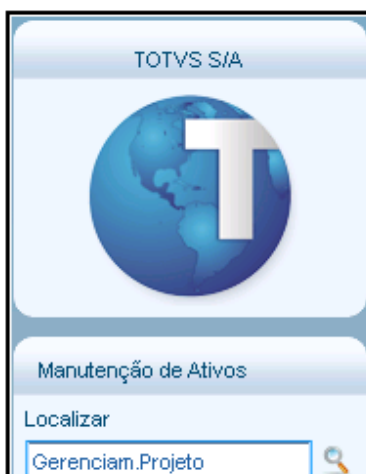 TOTVS S/A
T
Manutenção de Ativos
Localizar
Gerenciam.Projeto